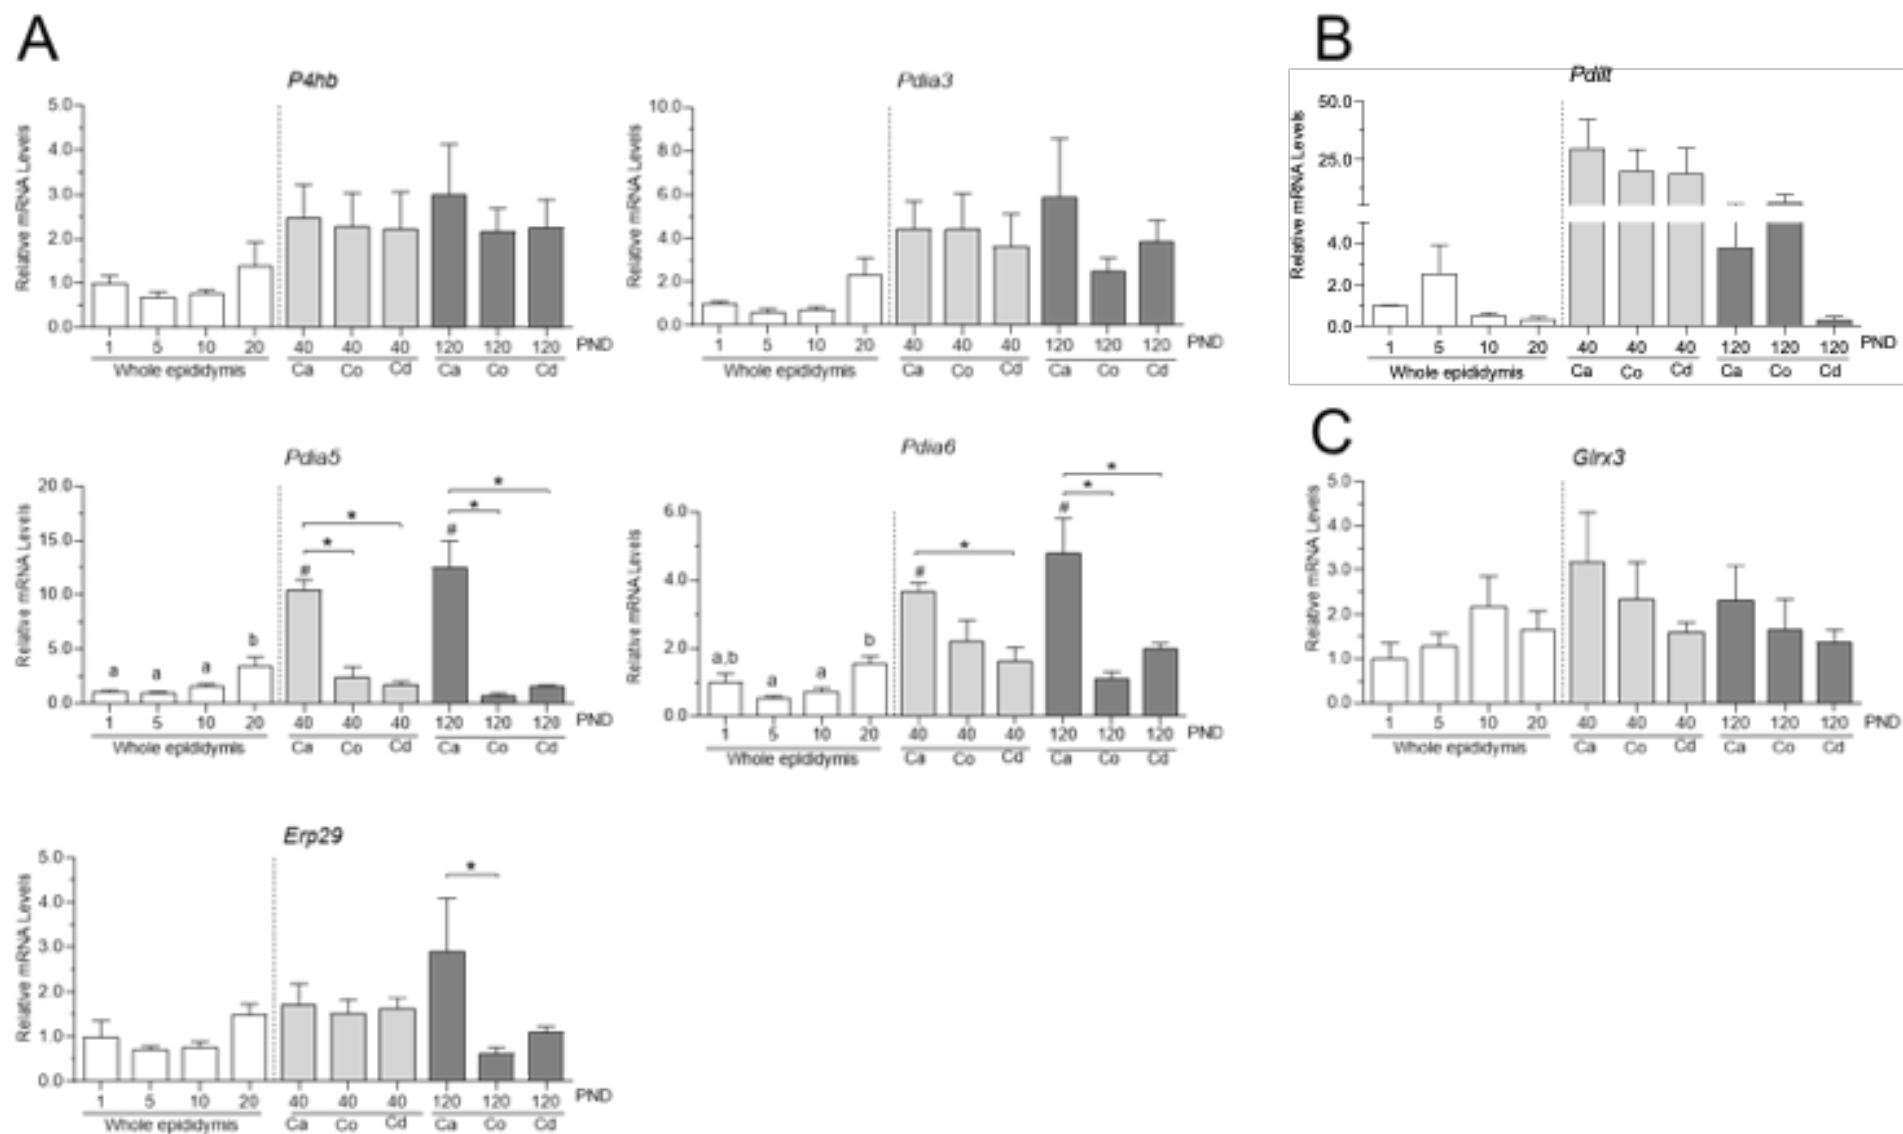 A
P4hb
Relative mRNA Levels
5.0
4.0
3.0
2.0
1.0
0.0
1 5 10 20 40 40 40 120 120 120 PND
Whole epididymis Ca Co Cd Ca Co Cd
Pdia3
Relative mRNA Levels
10.0
8.0
6.0
4.0
2.0
0.0
1 5 10 20 40 40 40 120 120 120 PND
Whole epididymis Ca Co Cd Ca Co Cd
B
Pdilt
Relative mRNA Levels
50.0
25.0
4.0
2.0
0.0
1 5 10 20 40 40 40 120 120 120 PND
Whole epididymis Ca Co Cd Ca Co Cd
Pdia5
Relative mRNA Levels
20.0
15.0
10.0
5.0
0.0
* * * *
# #
a a a b
1 5 10 20 40 40 40 120 120 120 PND
Whole epididymis Ca Co Cd Ca Co Cd
Pdia6
Relative mRNA Levels
6.0
4.0
2.0
0.0
* * *
# #
a,b a a b
1 5 10 20 40 40 40 120 120 120 PND
Whole epididymis Ca Co Cd Ca Co Cd
C
Glrx3
Relative mRNA Levels
5.0
4.0
3.0
2.0
1.0
0.0
1 5 10 20 40 40 40 120 120 120 PND
Whole epididymis Ca Co Cd Ca Co Cd
Erp29
Relative mRNA Levels
5.0
4.0
3.0
2.0
1.0
0.0
*
1 5 10 20 40 40 40 120 120 120 PND
Whole epididymis Ca Co Cd Ca Co Cd